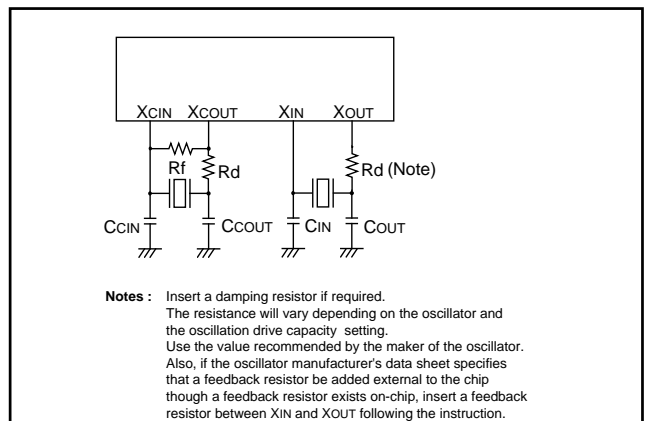 XCIN XCOUT XIN XOUT
Rf Rd Rd (Note)
CCIN CCOUT CIN COUT
Notes : Insert a damping resistor if required.
The resistance will vary depending on the oscillator and
the oscillation drive capacity setting.
Use the value recommended by the maker of the oscillator.
Also, if the oscillator manufacturer's data sheet specifies
that a feedback resistor be added external to the chip
though a feedback resistor exists on-chip, insert a feedback
resistor between XIN and XOUT following the instruction.